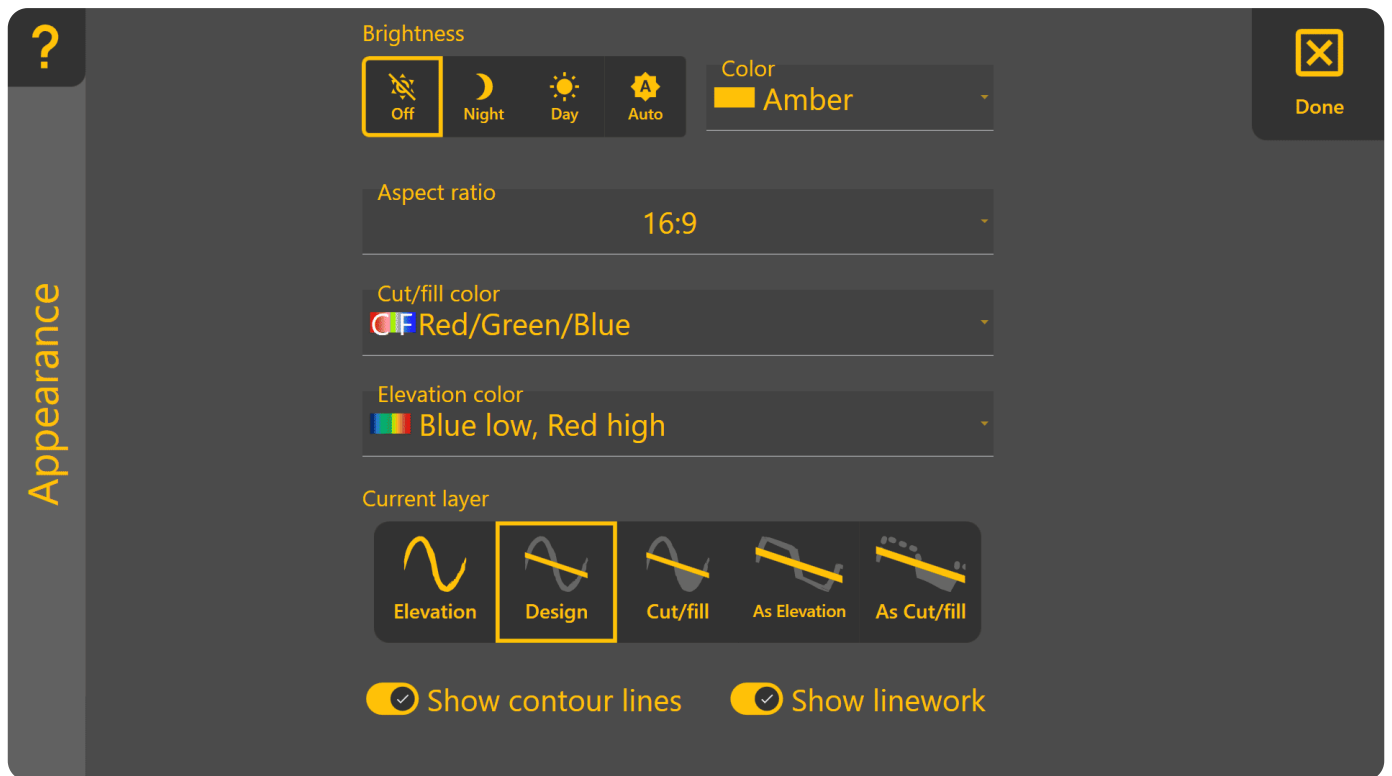 ?
Brightness
Off
Night
Day
A
Auto
Color
Amber
Done
Aspect ratio
16:9
Cut/fill color
C F Red/Green/Blue
Elevation color
Blue low, Red high
Current layer
Elevation
Design
Cut/fill
As Elevation
As Cut/fill
Show contour lines
Show linework
Appearance